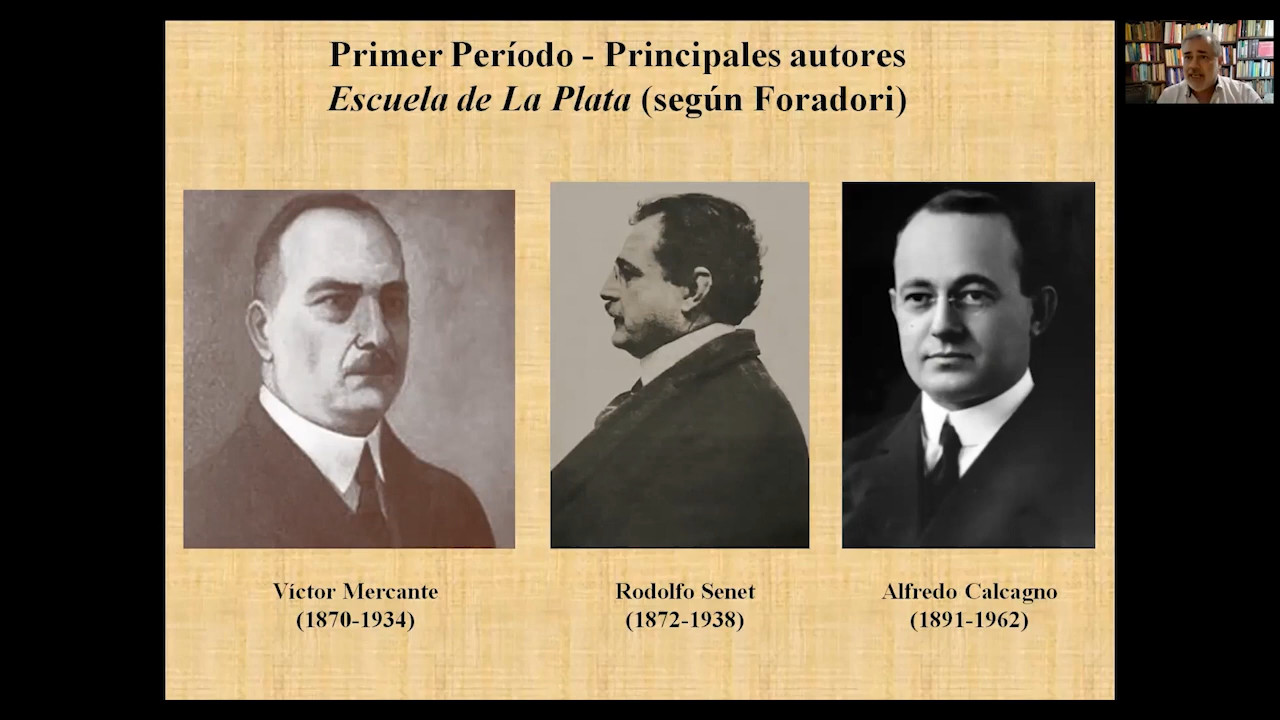 Primer Período - Principales autores
Escuela de La Plata (según Foradori)
Víctor Mercante
(1870-1934)
Rodolfo Senet
(1872-1938)
Alfredo Calcagno
(1891-1962)